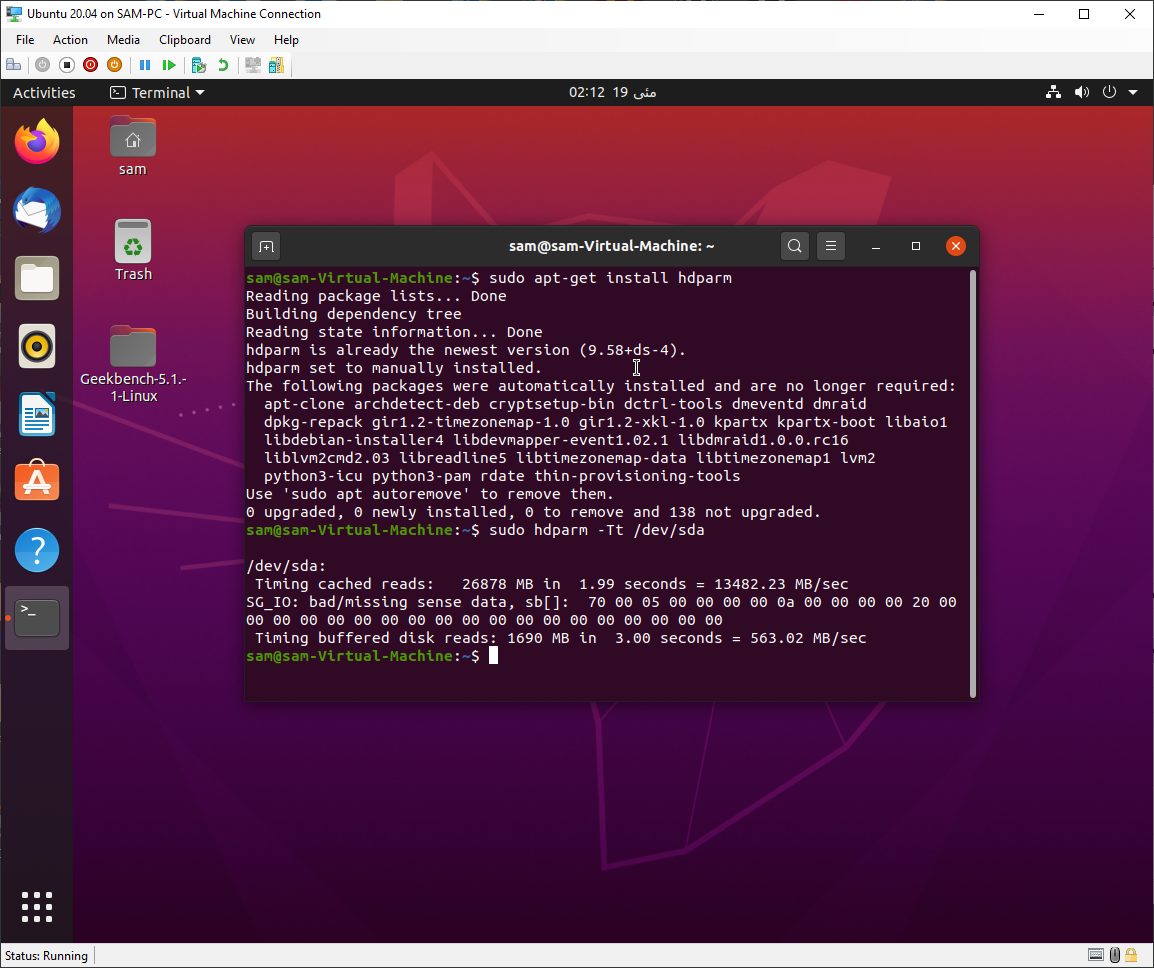 Ubuntu 20.04 on SAM-PC - Virtual Machine Connection
File Action Media Clipboard View Help
Activities Terminal 02:12 19 مئی
sam
Trash
Geekbench-5.1.-
1-Linux
sam@sam-Virtual-Machine: ~
sam@sam-Virtual-Machine:~$ sudo apt-get install hdparm
Reading package lists... Done
Building dependency tree
Reading state information... Done
hdparm is already the newest version (9.58+ds-4).
hdparm set to manually installed.
The following packages were automatically installed and are no longer required:
  apt-clone archdetect-deb cryptsetup-bin dctrl-tools dmeventd dmraid
  dpkg-repack gir1.2-timezonemap-1.0 gir1.2-xkl-1.0 kpartx kpartx-boot libaio1
  libdebian-installer4 libdevmapper-event1.02.1 libdmraid1.0.0.rc16
  liblvm2cmd2.03 libreadline5 libtimezonemap-data libtimezonemap1 lvm2
  python3-icu python3-pam rdate thin-provisioning-tools
Use 'sudo apt autoremove' to remove them.
0 upgraded, 0 newly installed, 0 to remove and 138 not upgraded.
sam@sam-Virtual-Machine:~$ sudo hdparm -Tt /dev/sda
/dev/sda:
 Timing cached reads:   26878 MB in  1.99 seconds = 13482.23 MB/sec
SG_IO: bad/missing sense data, sb[]:  70 00 05 00 00 00 00 0a 00 00 00 00 20 00
00 00 00 00 00 00 00 00 00 00 00 00 00 00 00 00 00 00
 Timing buffered disk reads: 1690 MB in  3.00 seconds = 563.02 MB/sec
sam@sam-Virtual-Machine:~$
Status: Running